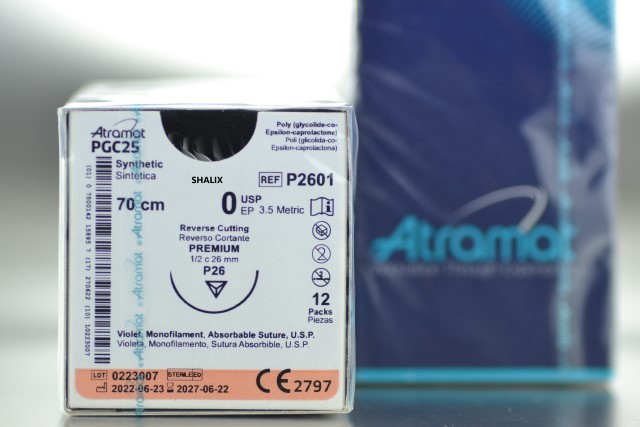 Atramat
PGC25
Poly (glycolide-co-
Epsilon-caprolactone)
Poli (glicolida-co-
Epsilon-caprolactona)
Synthetic
Sintética
SHALIX
REF P2601
70 cm
0 USP
EP 3.5 Metric
Reverse Cutting
Reverso Cortante
PREMIUM
1/2 c 26 mm
P26
12
Packs
Piezas
Violet, Monofilament, Absorbable Suture, U.S.P.
Violeta, Monofilamento, Sutura Absorbible, U.S.P.
LOT 0223007 STERILE EO
2022-06-23 2027-06-22
CE 2797
Atramat